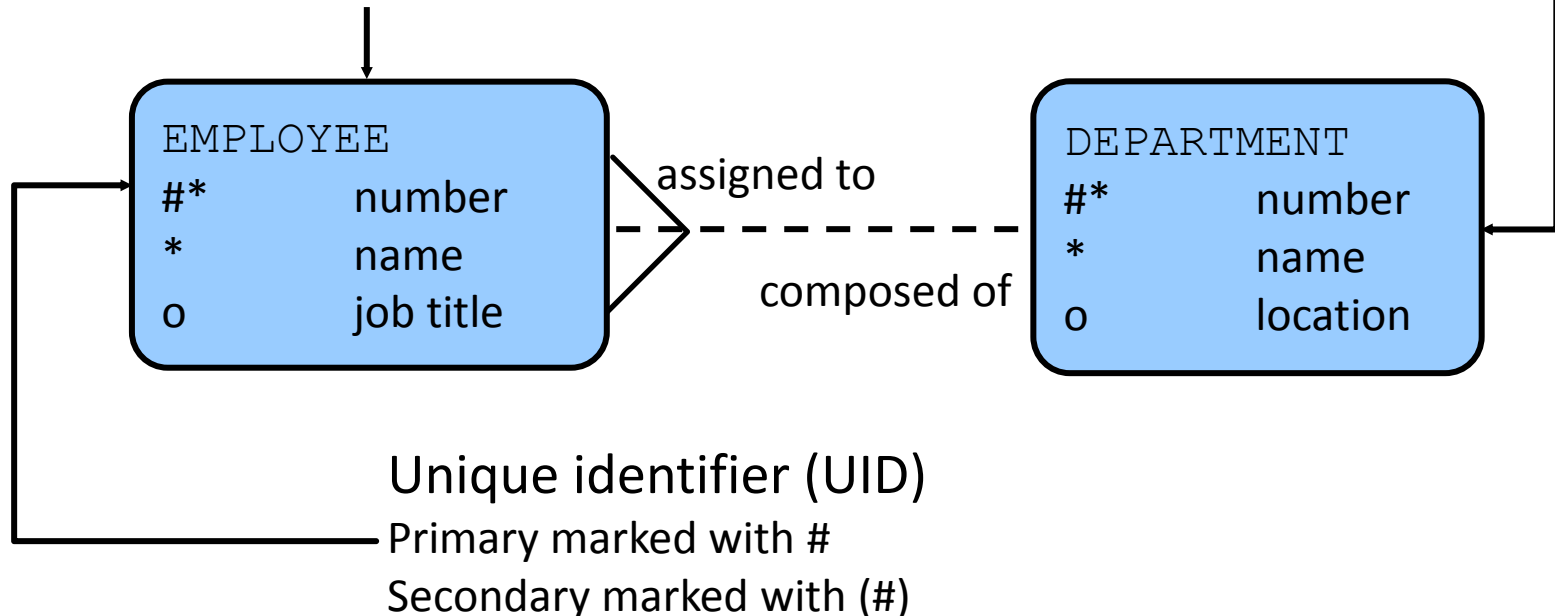 EMPLOYEE
#* number
* name
o job title
assigned to
composed of
DEPARTMENT
#* number
* name
o location
Unique identifier (UID)
Primary marked with #
Secondary marked with (#)